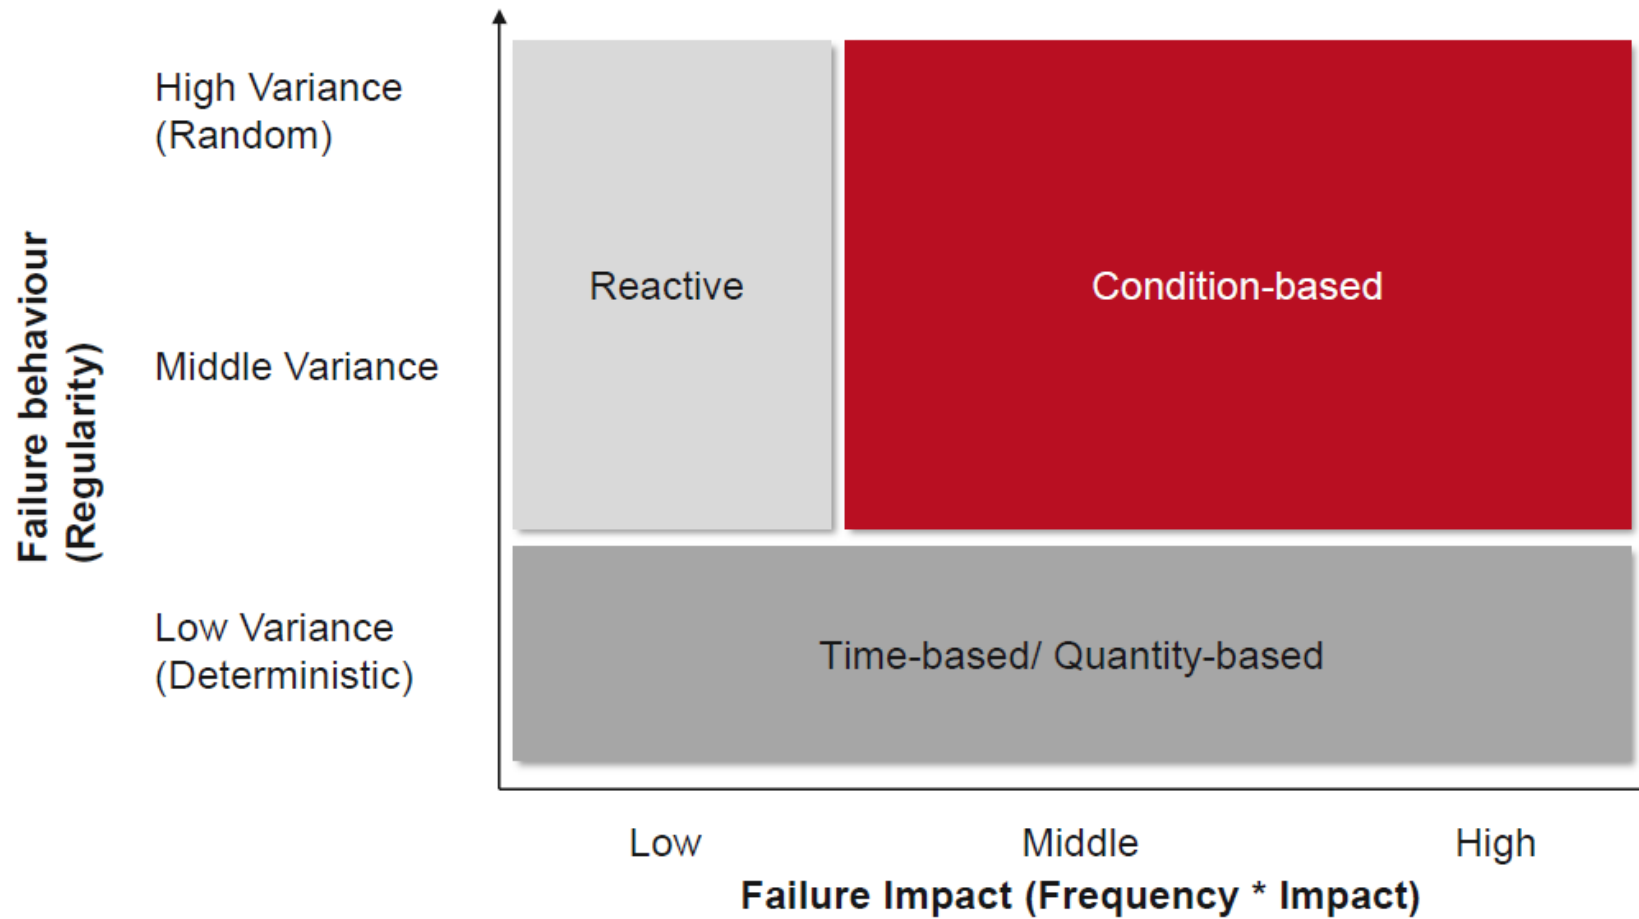 High Variance
(Random)
Reactive
Condition-based
Failure behaviour
(Regularity)
Middle Variance
Low Variance
(Deterministic)
Time-based/ Quantity-based
Low
Middle
High
Failure Impact (Frequency * Impact)